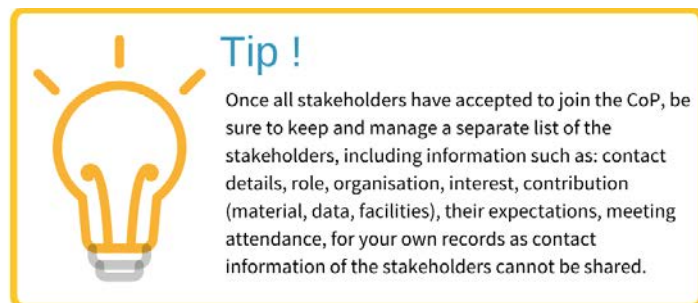 Tip !
Once all stakeholders have accepted to join the CoP, be
sure to keep and manage a separate list of the
stakeholders, including information such as: contact
details, role, organisation, interest, contribution
(material, data, facilities), their expectations, meeting
attendance, for your own records as contact
information of the stakeholders cannot be shared.